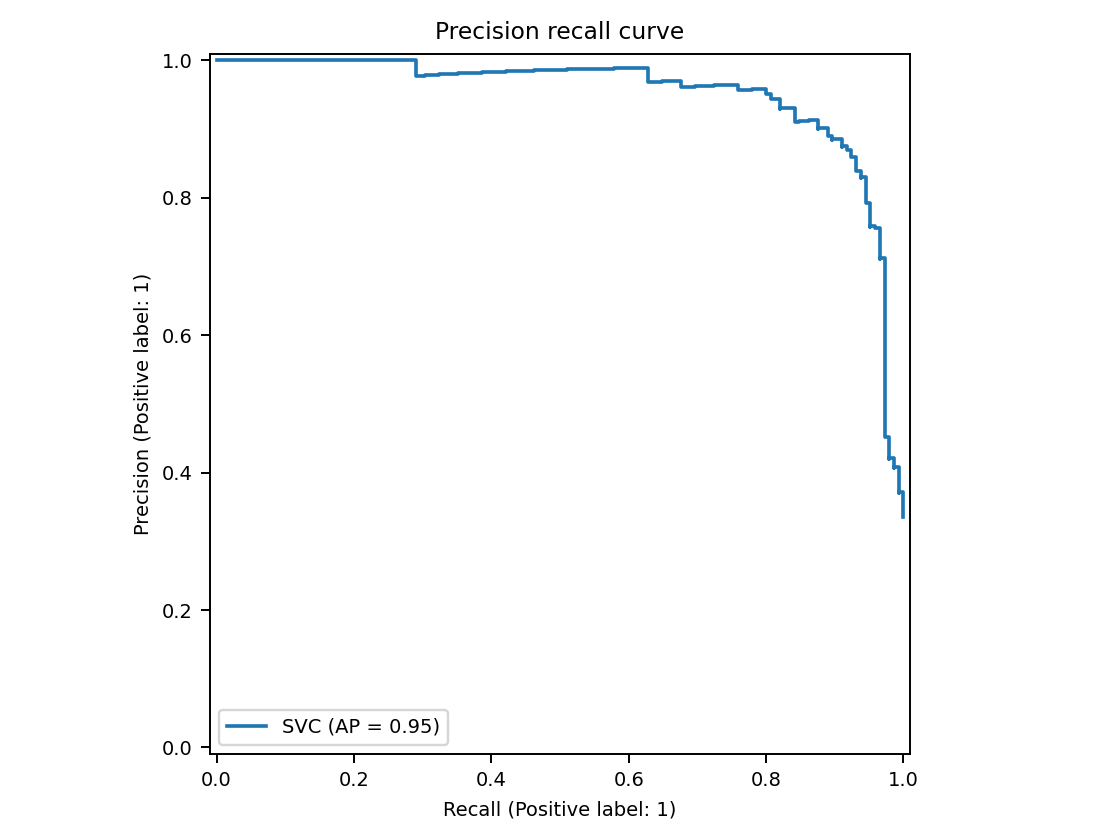 Precision recall curve
1.0
0.8
0.6
0.4
0.2
0.0
Precision (Positive label: 1)
SVC (AP = 0.95)
0.0 0.2 0.4 0.6 0.8 1.0
Recall (Positive label: 1)